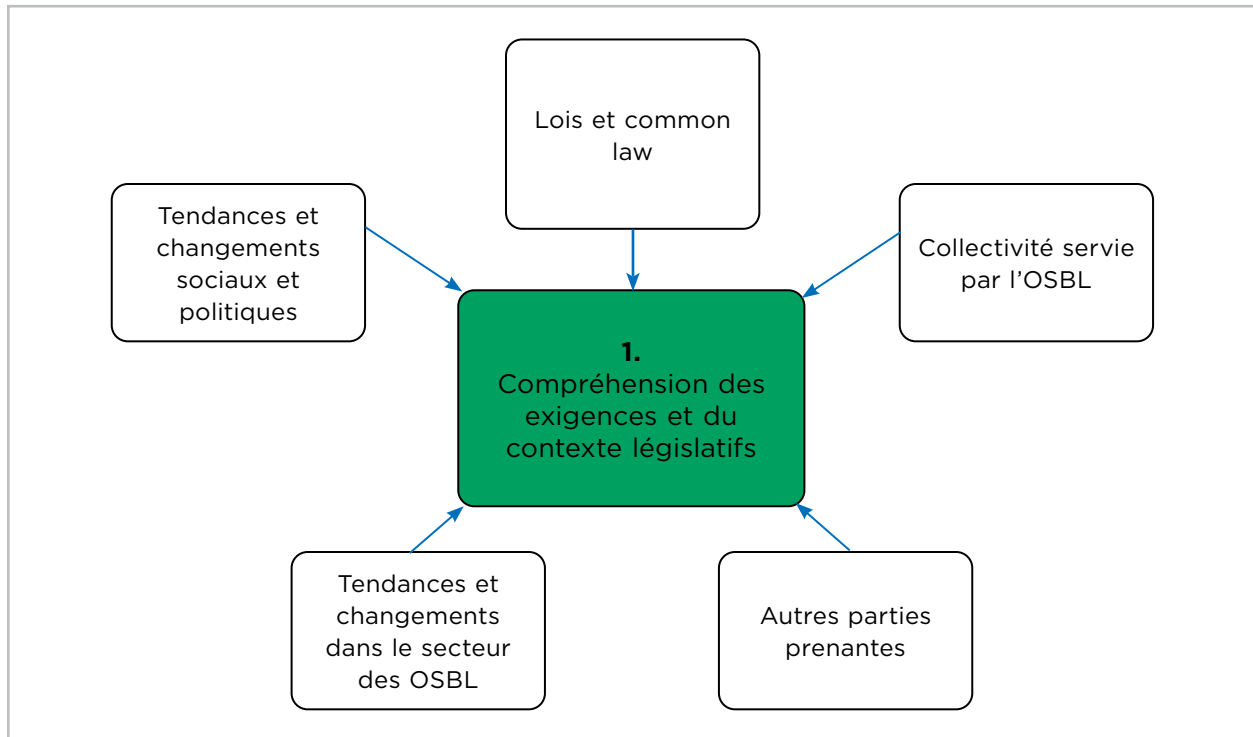 Lois et common
law
Tendances et
changements
sociaux et
politiques
Collectivité servie
par l’OSBL
1.
Compréhension des
exigences et du
contexte législatifs
Tendances et
changements
dans le secteur
des OSBL
Autres parties
prenantes